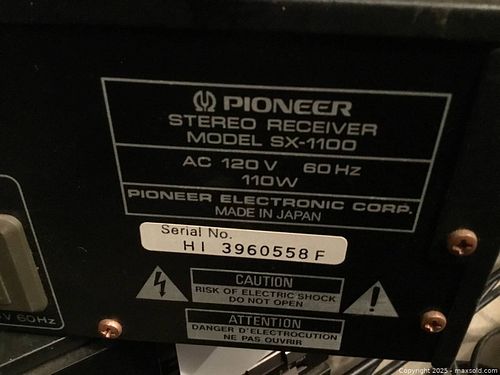 PIONEER
STEREO RECEIVER
MODEL SX-1100
AC 120 V 60 Hz
110W
PIONEER ELECTRONIC CORP.
MADE IN JAPAN
Serial No.
HI 3960558 F
CAUTION
RISK OF ELECTRIC SHOCK
DO NOT OPEN
V 60Hz
ATTENTION
DANGER D'ELECTROCUTION
NE PAS OUVRIR
Copyright 2025 - maxsold.com